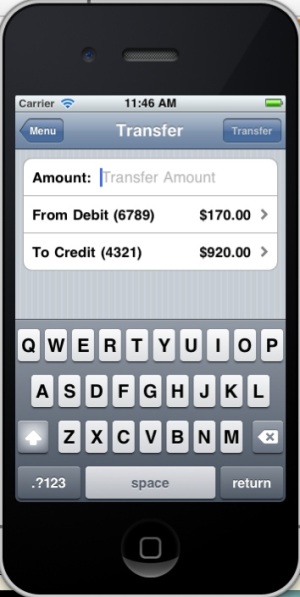 Carrier 11:46 AM
Menu Transfer Transfer
Amount: Transfer Amount
From Debit (6789) $170.00
To Credit (4321) $920.00
Q W E R T Y U I O P
A S D F G H J K L
Z X C V B N M
.?123 space return